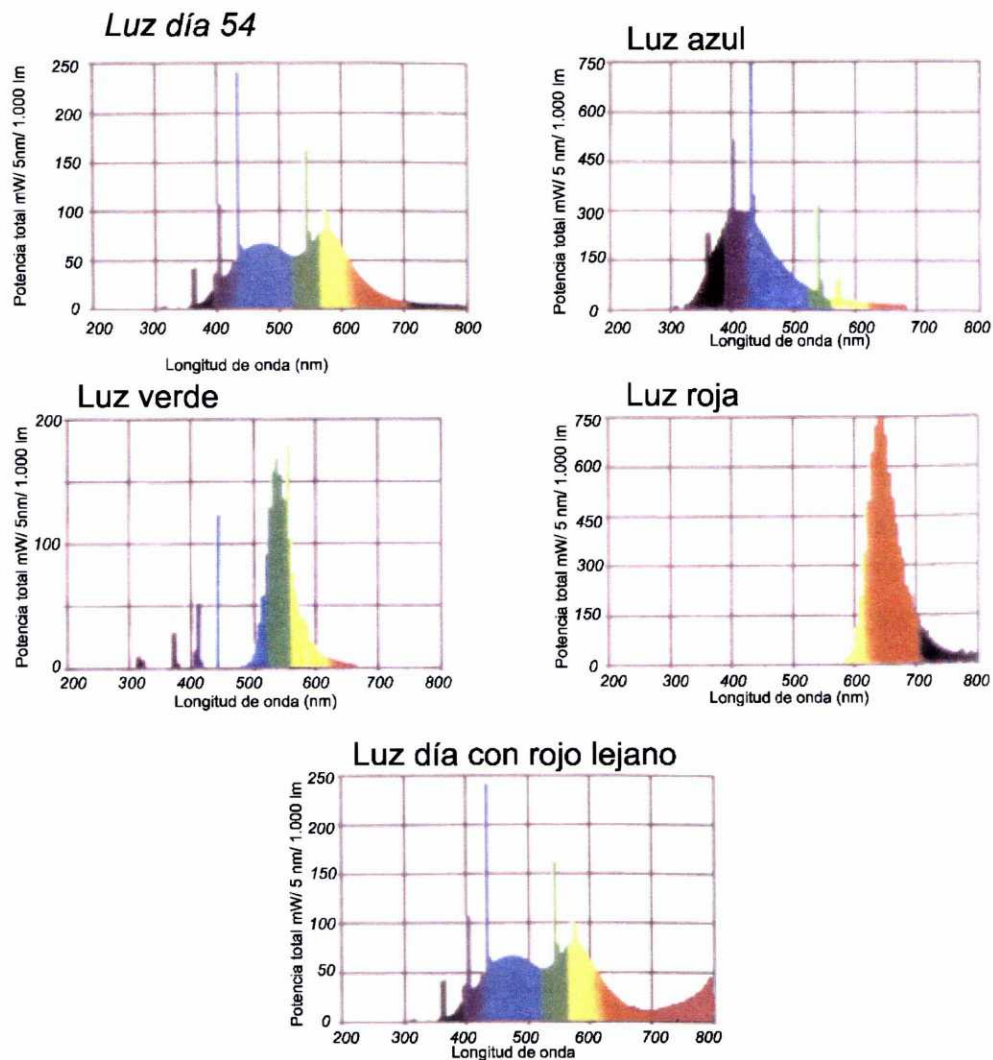 Luz día 54
Potencia total mW/ 5nm/ 1.000 lm
250
200
150
100
50
0
200 300 400 500 600 700 800
Longitud de onda (nm)
Luz azul
Potencia total mW/ 5 nm/ 1.000 lm
750
600
450
300
150
0
200 300 400 500 600 700 800
Longitud de onda (nm)
Luz verde
Potencia total mW/ 5nm/ 1.000 lm
200
100
0
200 300 400 500 600 700 800
Longitud de onda (nm)
Luz roja
Potencia total mW/ 5 nm/ 1.000 lm
750
600
450
300
150
0
200 300 400 500 600 700 800
Longitud de onda (nm)
Luz día con rojo lejano
Potencia total mW/ 5 nm/ 1.000 lm
250
200
150
100
50
0
200 300 400 500 600 700 800
Longitud de onda